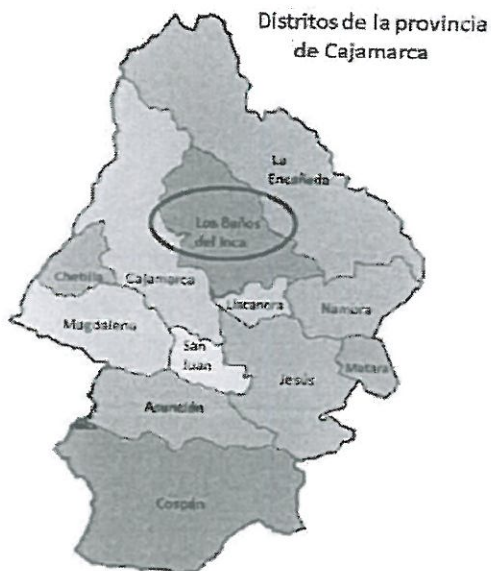 Distritos de la provincia
de Cajamarca
La
Encañada
Los Baños
del Inca
Chetilla
Cajamarca
Llacanora
Namora
Magdalena
San
Juan
Jesús
Matara
Asunción
Cospán